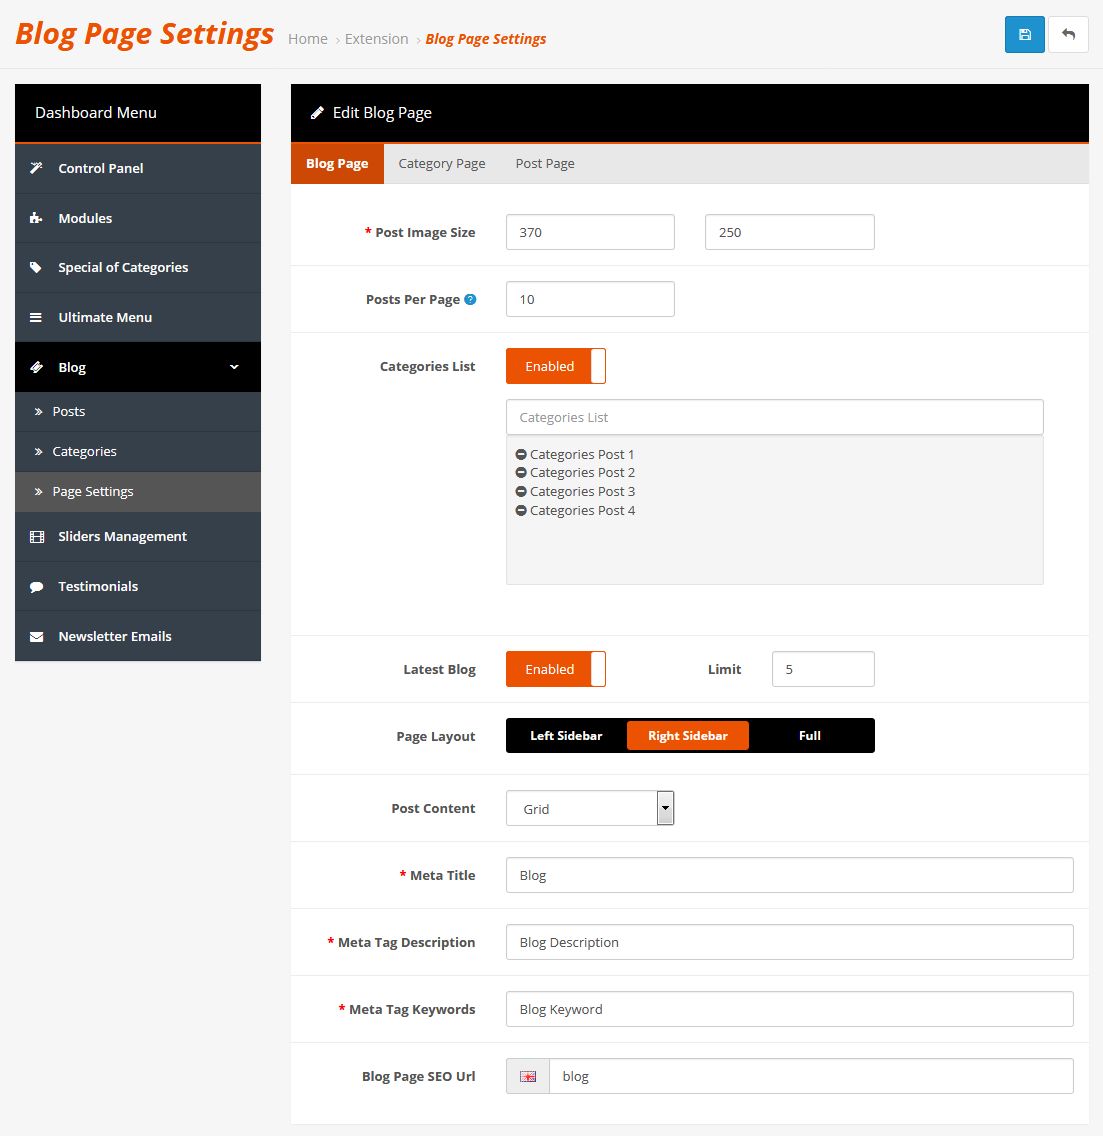 Blog Page Settings
Home › Extension › Blog Page Settings
Dashboard Menu
Control Panel
Modules
Special of Categories
Ultimate Menu
Blog
» Posts
» Categories
» Page Settings
Sliders Management
Testimonials
Newsletter Emails
Edit Blog Page
Blog Page Category Page Post Page
* Post Image Size 370 250
Posts Per Page ? 10
Categories List Enabled
Categories List
Categories Post 1
Categories Post 2
Categories Post 3
Categories Post 4
Latest Blog Enabled Limit 5
Page Layout Left Sidebar Right Sidebar Full
Post Content Grid
* Meta Title Blog
* Meta Tag Description Blog Description
* Meta Tag Keywords Blog Keyword
Blog Page SEO Url blog